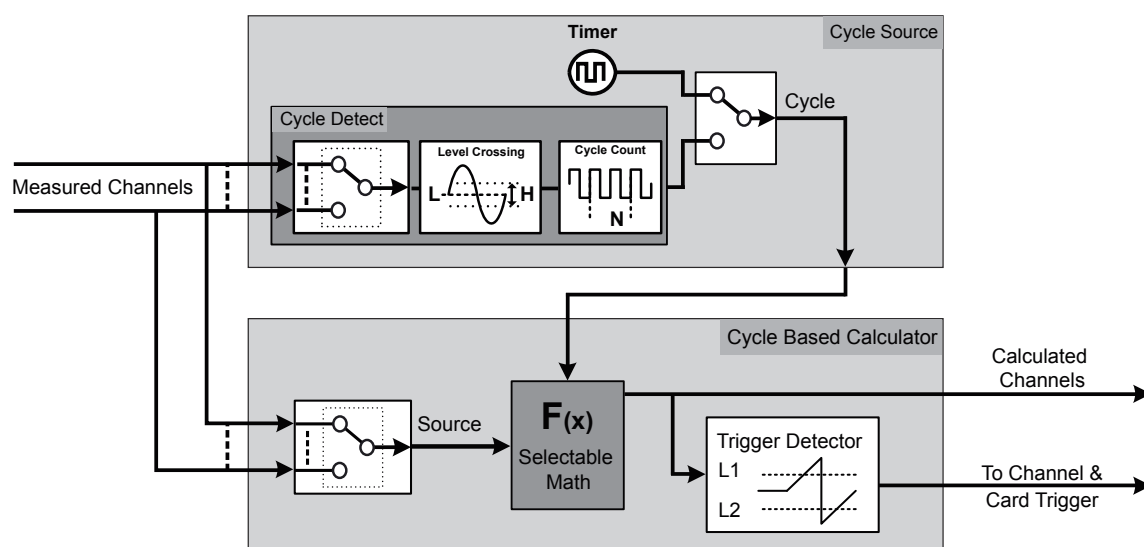 Timer
Cycle Source
Cycle
Cycle Detect
Level Crossing
L
H
Cycle Count
N
Measured Channels
Cycle Based Calculator
Calculated
Channels
Source
F(x)
Selectable
Math
Trigger Detector
L1
L2
To Channel &
Card Trigger